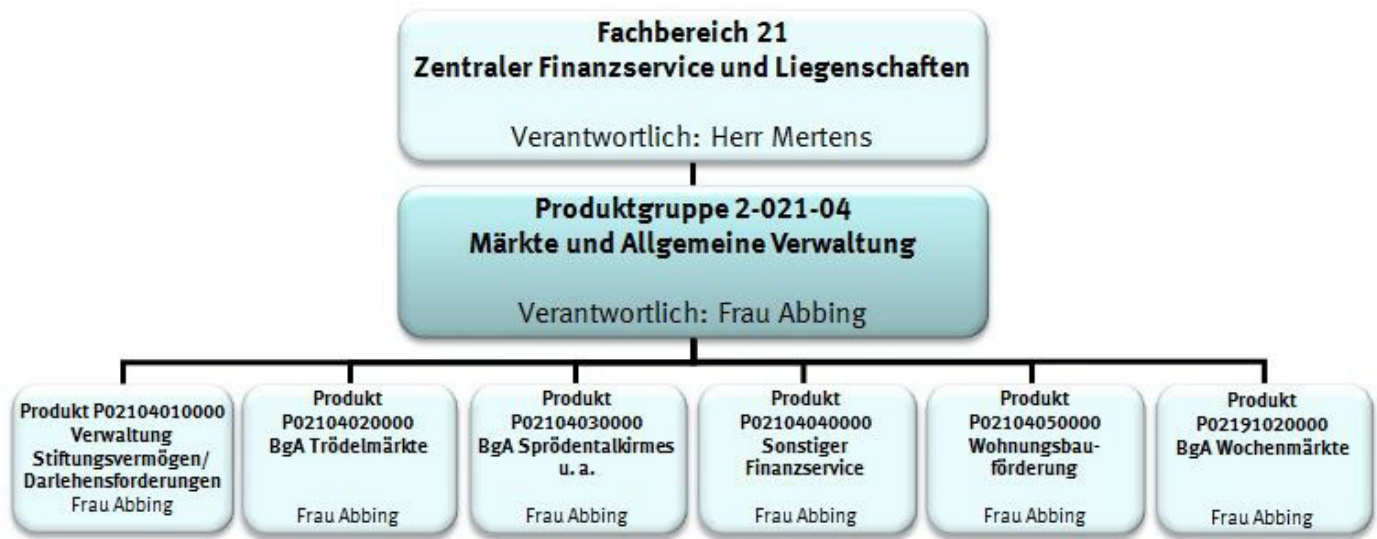 Fachbereich 21
Zentraler Finanzservice und Liegenschaften
Verantwortlich: Herr Mertens
Produktgruppe 2-021-04
Märkte und Allgemeine Verwaltung
Verantwortlich: Frau Abbing
Produkt P02104010000
Verwaltung
Stiftungsvermögen/
Darlehensforderungen
Frau Abbing
Produkt
P02104020000
BgA Trödelmärkte
Frau Abbing
Produkt
P02104030000
BgA Sprödentalkirmes
u. a.
Frau Abbing
Produkt
P02104040000
Sonstiger
Finanzservice
Frau Abbing
Produkt
P02104050000
Wohnungsbau-
förderung
Frau Abbing
Produkt
P02191020000
BgA Wochenmärkte
Frau Abbing